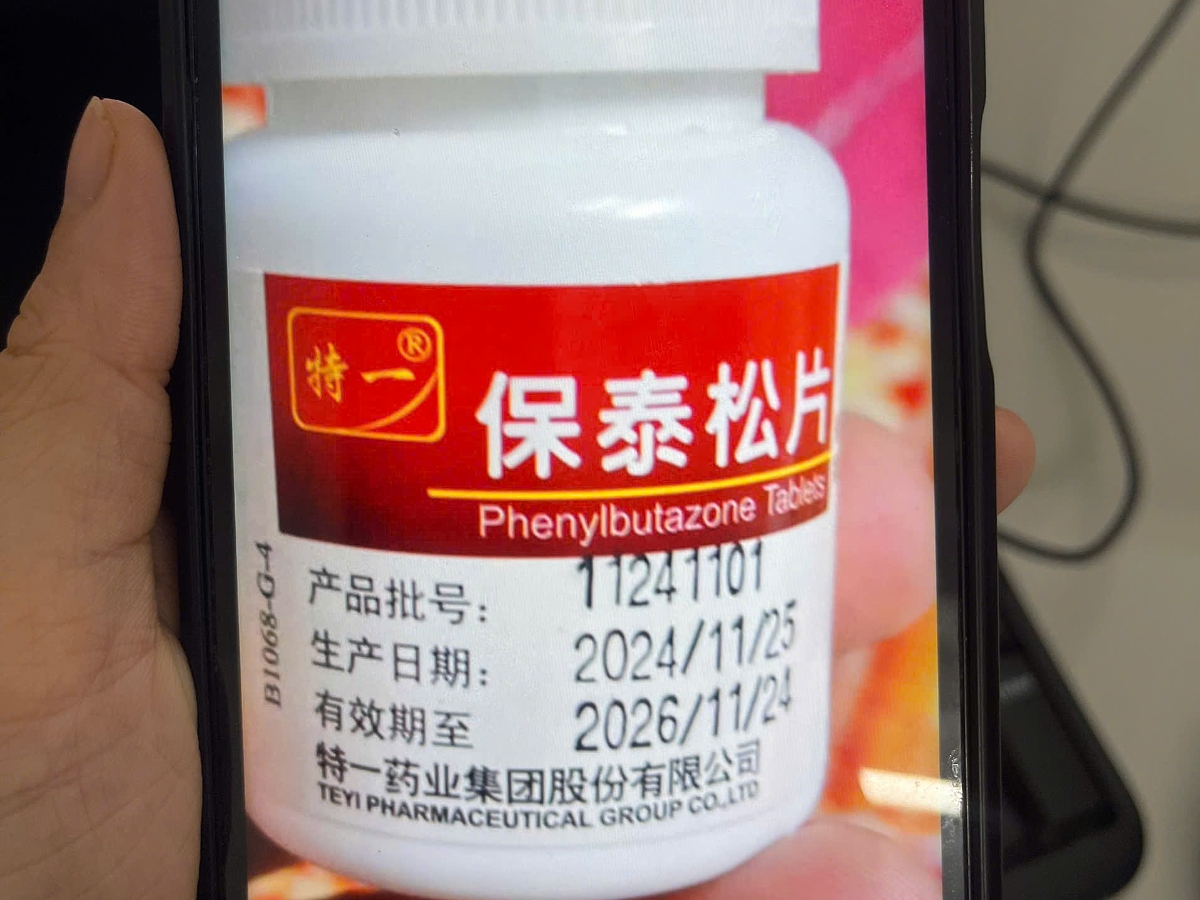 特一®
保泰松片
Phenylbutazone Tablets
产品批号: 11241101
生产日期: 2024/11/25
有效期至 2026/11/24
特一药业集团股份有限公司
TEYI PHARMACEUTICAL GROUP CO.,LTD
B1068-G-4